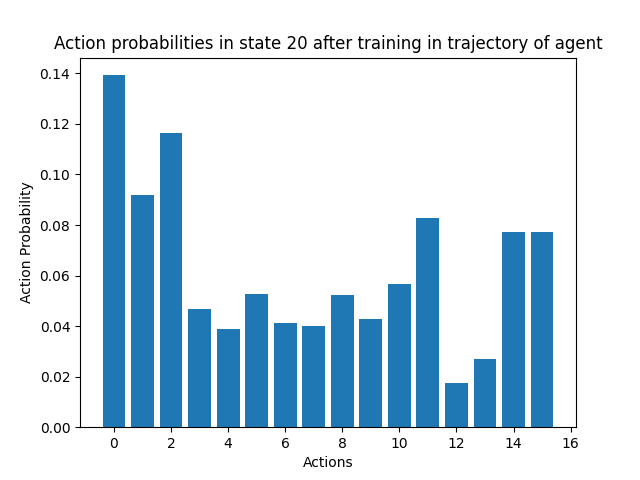 Action probabilities in state 20 after training in trajectory of agent
0.14
0.12
0.10
0.08
0.06
0.04
0.02
0.00
Action Probability
0 2 4 6 8 10 12 14 16
Actions